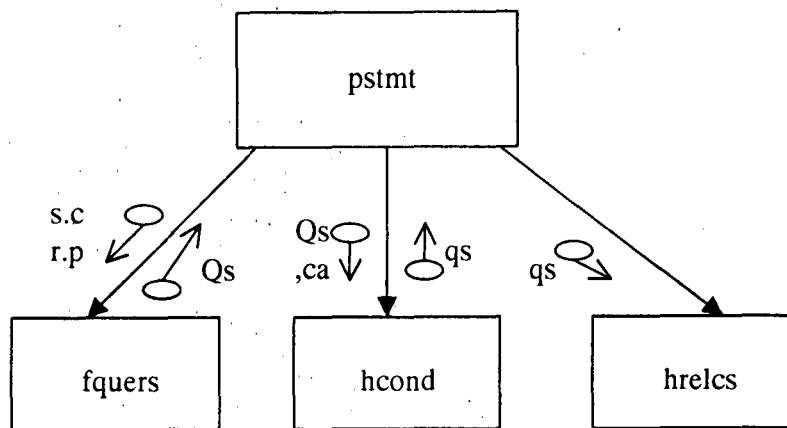 pstmt
s.c
r.p
Qs
Qs
,ca
qs
qs
fquers
hcond
hrelcs